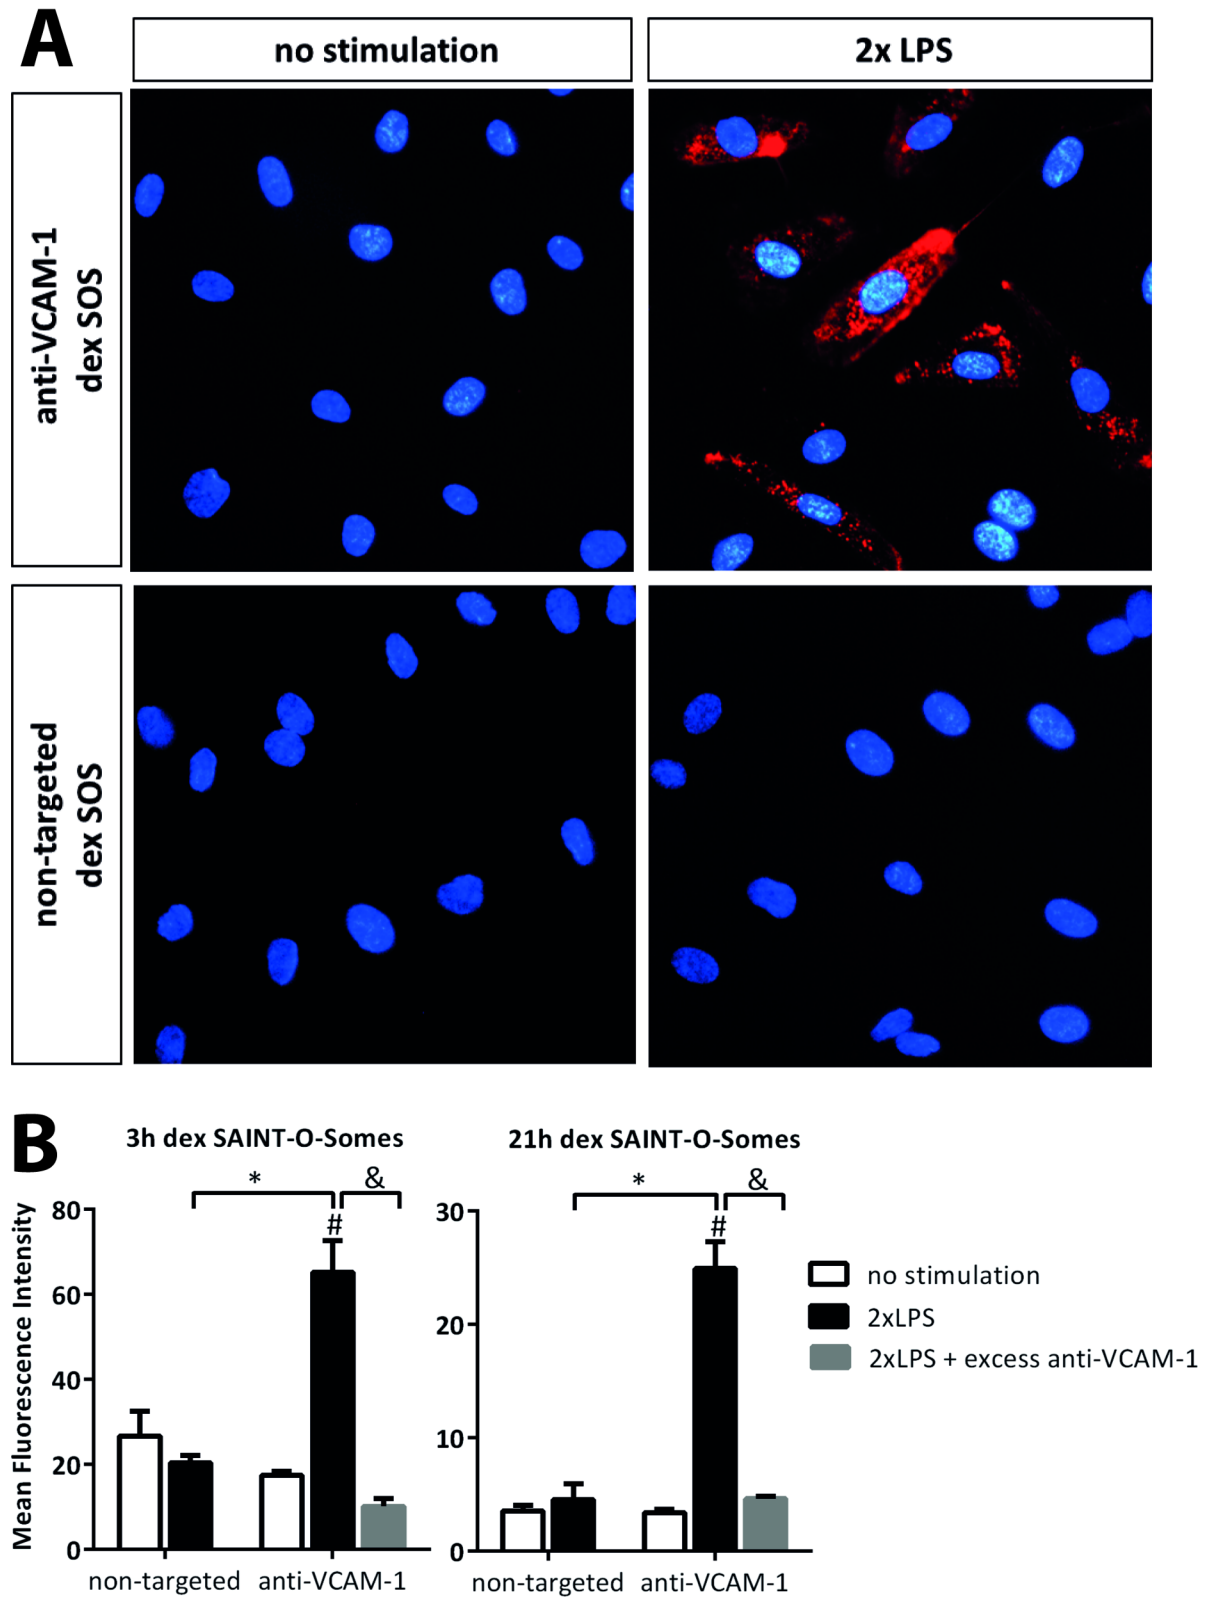 A
no stimulation
2x LPS
anti-VCAM-1
dex SOS
non-targeted
dex SOS
B
3h dex SAINT-O-Somes
21h dex SAINT-O-Somes
*
&
*
&
#
#
Mean Fluorescence Intensity
80
60
40
20
0
non-targeted
anti-VCAM-1
30
20
10
0
non-targeted
anti-VCAM-1
no stimulation
2xLPS
2xLPS + excess anti-VCAM-1